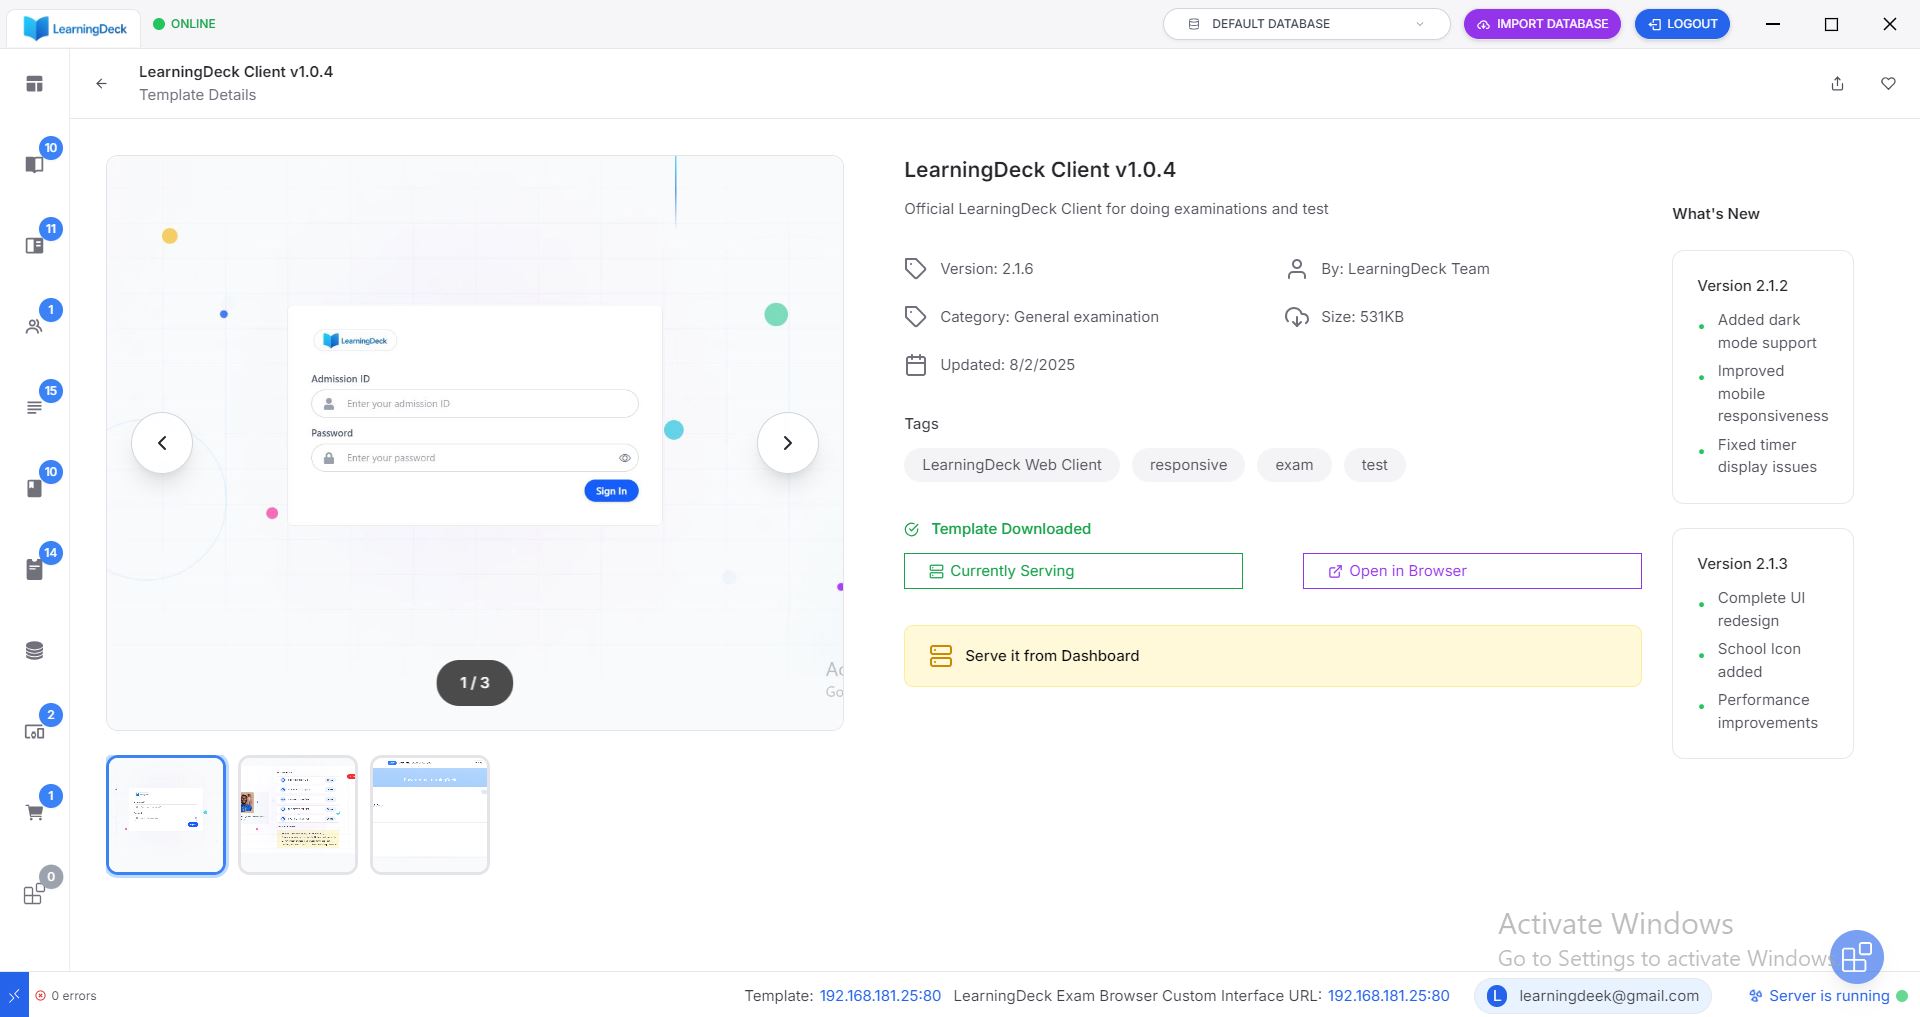 LearningDeck
ONLINE
DEFAULT DATABASE
IMPORT DATABASE
LOGOUT
LearningDeck Client v1.0.4
Template Details
10
11
1
15
10
14
2
1
0
LearningDeck
Admission ID
Enter your admission ID
Password
Enter your password
Sign In
1 / 3
LearningDeck Client v1.0.4
Official LearningDeck Client for doing examinations and test
Version: 2.1.6
By: LearningDeck Team
Category: General examination
Size: 531KB
Updated: 8/2/2025
Tags
LearningDeck Web Client
responsive
exam
test
Template Downloaded
Currently Serving
Open in Browser
Serve it from Dashboard
What's New
Version 2.1.2
Added dark
mode support
Improved
mobile
responsiveness
Fixed timer
display issues
Version 2.1.3
Complete UI
redesign
School Icon
added
Performance
improvements
Activate Windows
Go to Settings to activate Windows
0 errors
Template: 192.168.181.25:80
LearningDeck Exam Browser Custom Interface URL: 192.168.181.25:80
L
learningdeek@gmail.com
Server is running